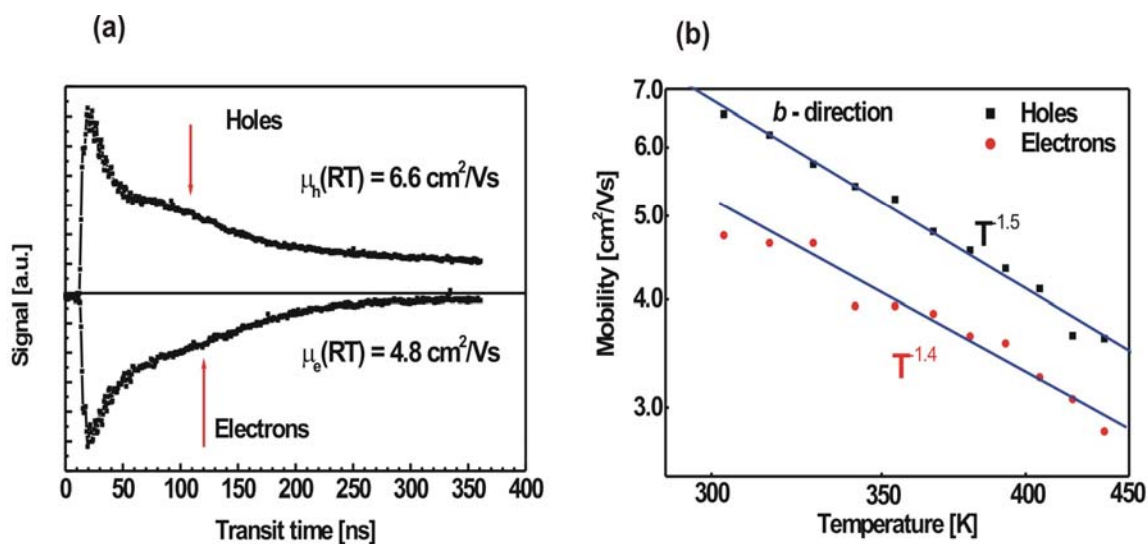 (a)
Holes
μh(RT) = 6.6 cm²/Vs
μe(RT) = 4.8 cm²/Vs
Electrons
Signal [a.u.]
0 50 100 150 200 250 300 350 400
Transit time [ns]
(b)
7.0
6.0
5.0
4.0
3.0
b - direction
Holes
Electrons
T-1.5
T-1.4
Mobility [cm²/Vs]
300 350 400 450
Temperature [K]